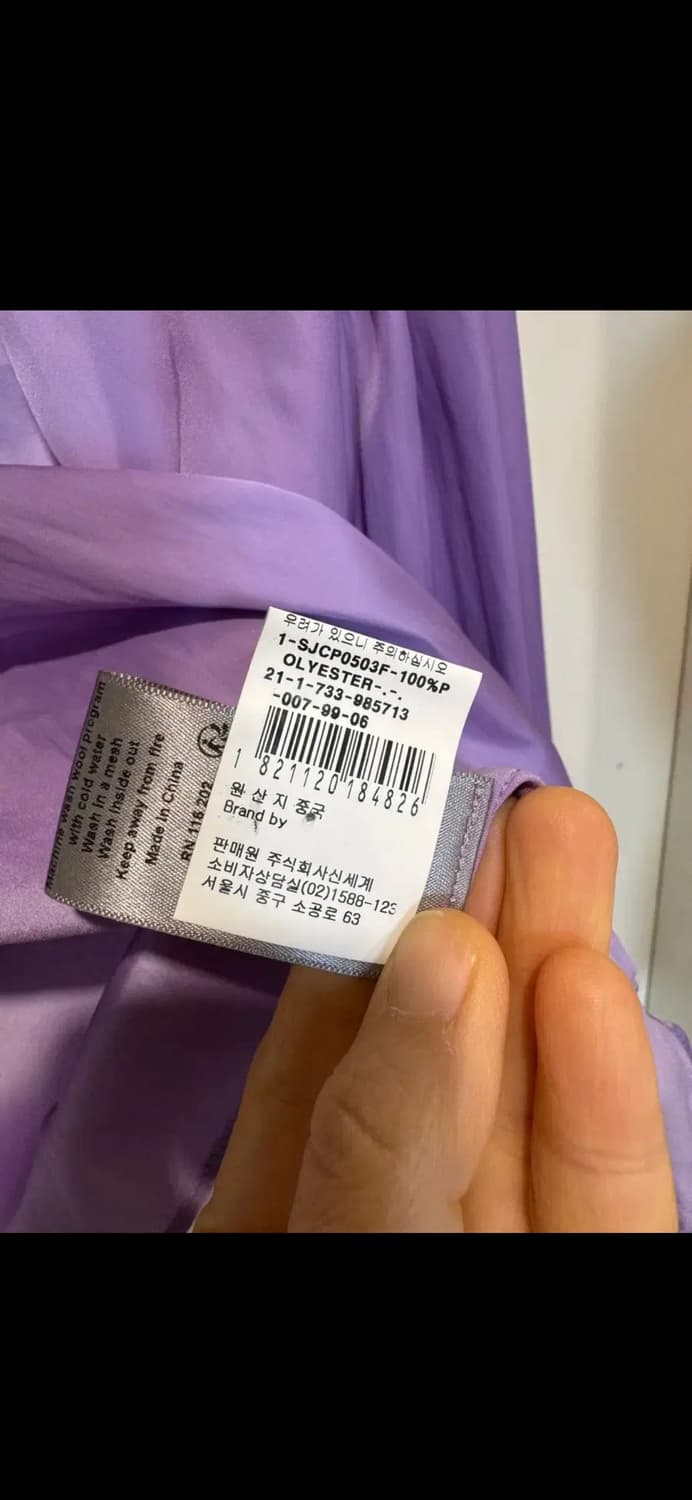 우려가 있으니 주의하십시오
1-SJCP0503F-100%P
OLYESTER-.-.
21-1-733-985713
-007-99-06
1 821120 184826
원 산 지 중국
Brand by
판매원 주식회사신세계
소비자상담실(02)1588-123
서울시 중구 소공로 63
Machine wash wool program
with cold water
Wash in a mesh
Wash inside out
Keep away from fire
Made in China
RN 116 202